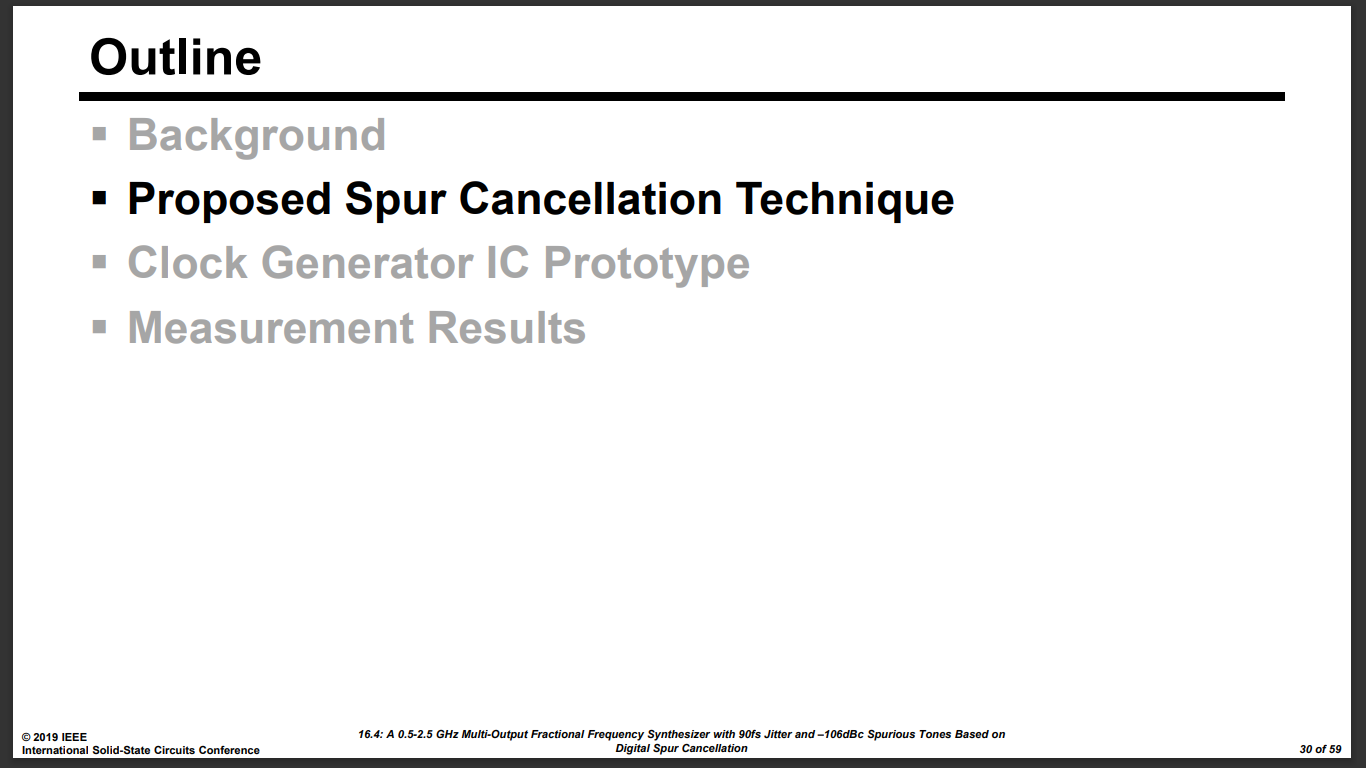 Outline
▪ Background
▪ Proposed Spur Cancellation Technique
▪ Clock Generator IC Prototype
▪ Measurement Results
© 2019 IEEE
International Solid-State Circuits Conference
16.4: A 0.5-2.5 GHz Multi-Output Fractional Frequency Synthesizer with 90fs Jitter and –106dBc Spurious Tones Based on
Digital Spur Cancellation
30 of 59